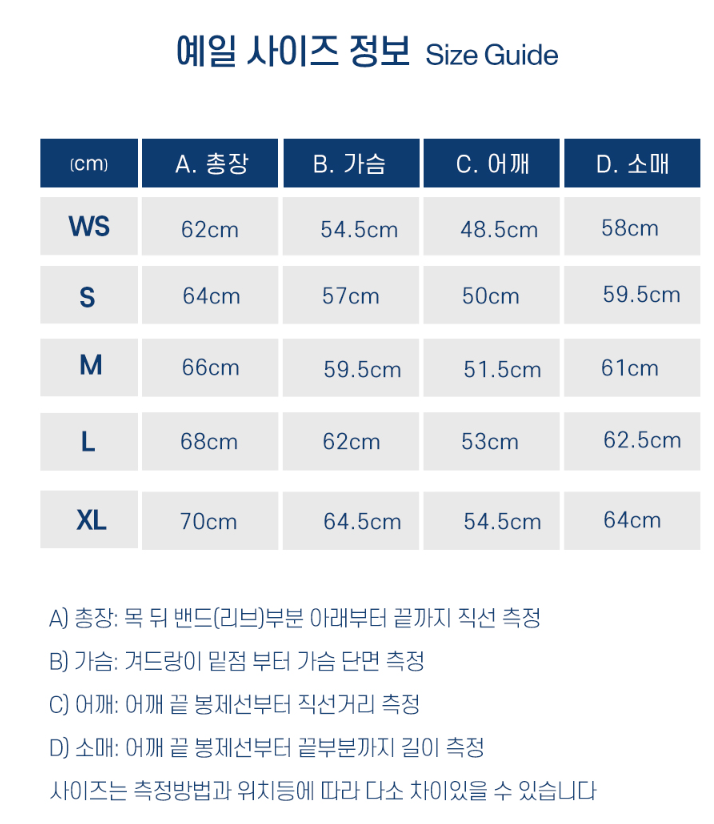 예일 사이즈 정보 Size Guide
(cm) A. 총장 B. 가슴 C. 어깨 D. 소매
WS 62cm 54.5cm 48.5cm 58cm
S 64cm 57cm 50cm 59.5cm
M 66cm 59.5cm 51.5cm 61cm
L 68cm 62cm 53cm 62.5cm
XL 70cm 64.5cm 54.5cm 64cm
A) 총장: 목 뒤 밴드(리브)부분 아래부터 끝까지 직선 측정
B) 가슴: 겨드랑이 밑점 부터 가슴 단면 측정
C) 어깨: 어깨 끝 봉제선부터 직선거리 측정
D) 소매: 어깨 끝 봉제선부터 끝부분까지 길이 측정
사이즈는 측정방법과 위치등에 따라 다소 차이있을 수 있습니다